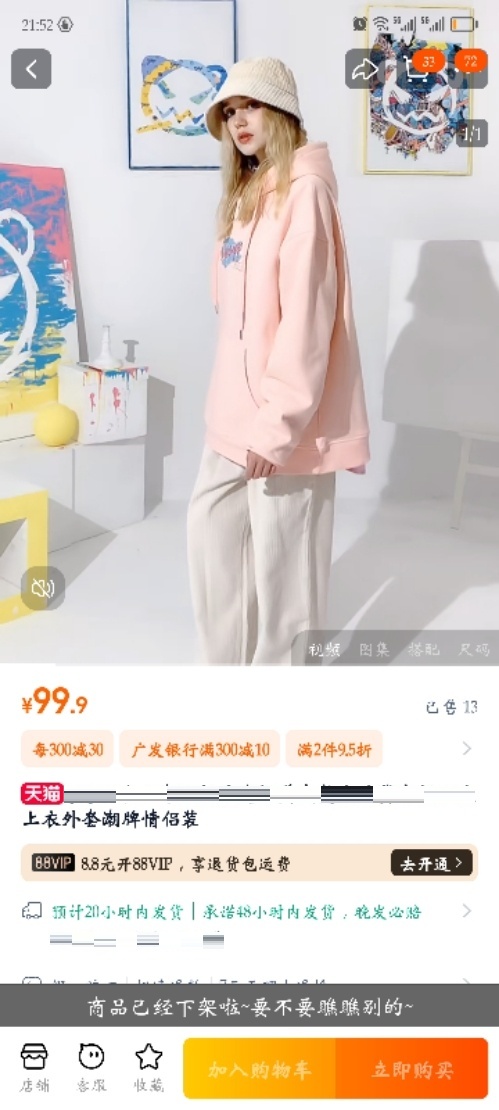 21:52
33
72
1/1
视频 图集 搭配 尺码
¥99.9
已售 13
每300减30 广发银行满300减10 满2件9.5折
天猫
上衣外套潮牌情侣装
88VIP 8.8元开88VIP，享退货包运费 去开通
预计20小时内发货 | 承诺48小时内发货，晚发必赔
商品已经下架啦~要不要瞧瞧别的~
店铺 客服 收藏 加入购物车 立即购买